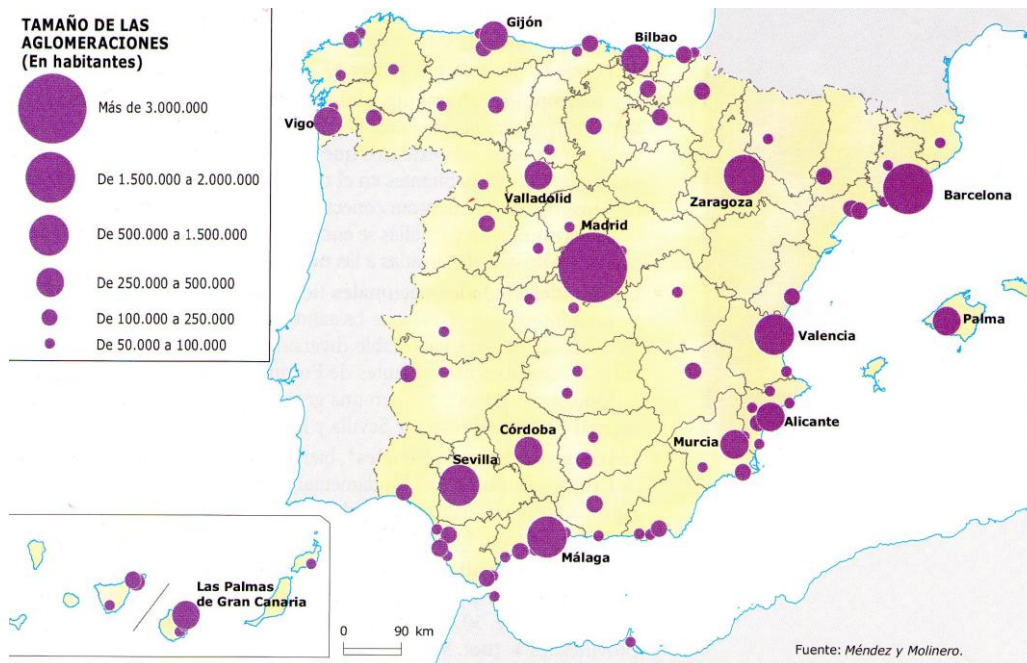 TAMAÑO DE LAS
AGLOMERACIONES
(En habitantes)
Más de 3.000.000
De 1.500.000 a 2.000.000
De 500.000 a 1.500.000
De 250.000 a 500.000
De 100.000 a 250.000
De 50.000 a 100.000
Gijón
Bilbao
Vigo
Valladolid
Zaragoza
Barcelona
Madrid
Valencia
Palma
Córdoba
Alicante
Murcia
Sevilla
Málaga
Las Palmas
de Gran Canaria
0 90 km
Fuente: Méndez y Molinero.